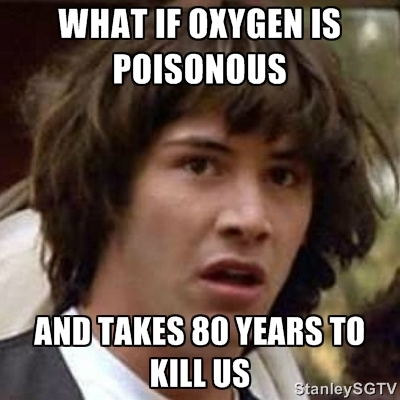 WHAT IF OXYGEN IS
POISONOUS
AND TAKES 80 YEARS TO
KILL US
StanleySGTV